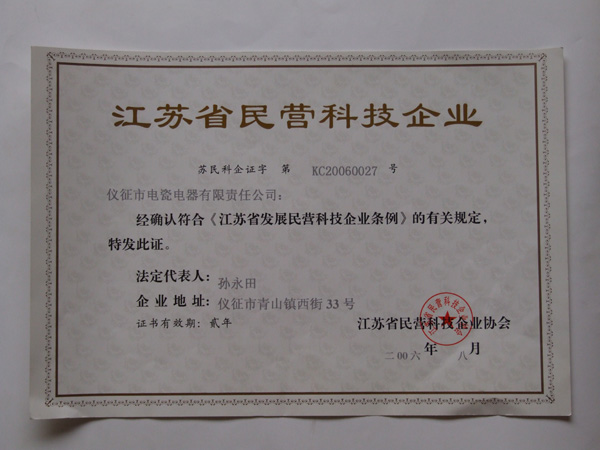 江苏省民营科技企业
苏民科企证字 第 KC20060027 号
仪征市电瓷电器有限责任公司：
经确认符合《江苏省发展民营科技企业条例》的有关规定，
特发此证。
法定代表人：孙永田
企业地址：仪征市青山镇西街33号
证书有效期：贰年
江苏省民营科技企业协会
二00六年八月